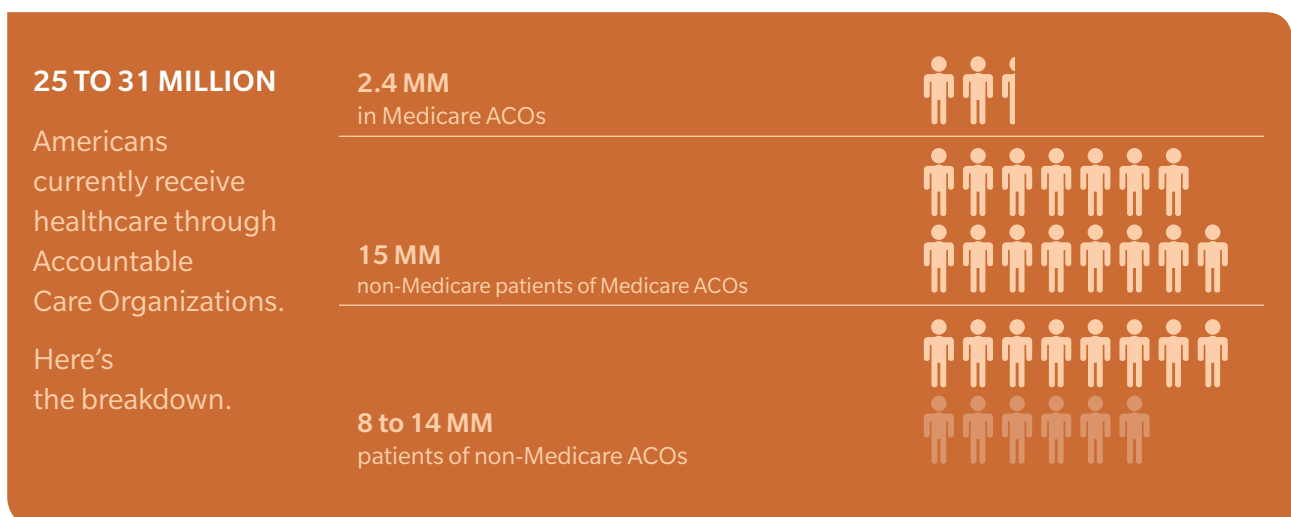 25 TO 31 MILLION
Americans
currently receive
healthcare through
Accountable
Care Organizations.
Here’s
the breakdown.
2.4 MM
in Medicare ACOs
15 MM
non-Medicare patients of Medicare ACOs
8 to 14 MM
patients of non-Medicare ACOs